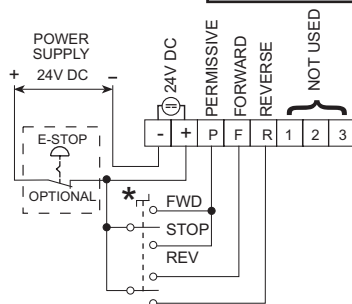 POWER
SUPPLY
+ 24V DC –
24V DC
PERMISSIVE
FORWARD
REVERSE
NOT USED
- + P F R 1 2 3
E-STOP
OPTIONAL
*
FWD
STOP
REV